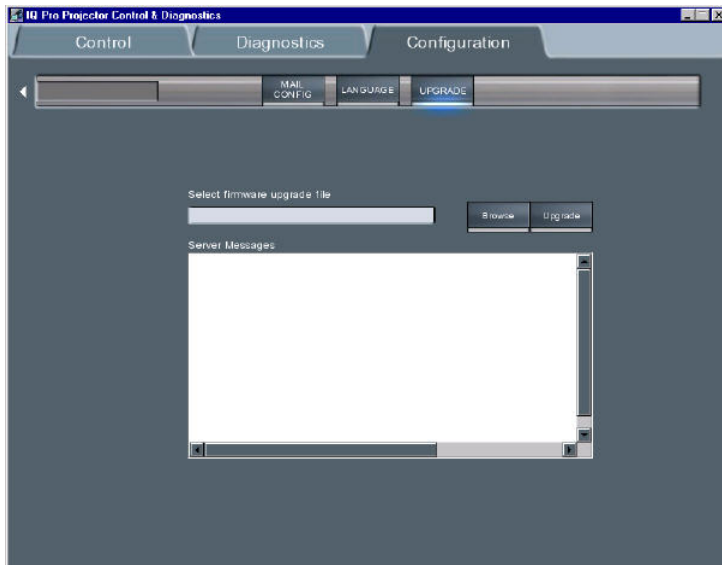 IQ Pro Projector Control & Diagnostics
Control Diagnostics Configuration
MAIL
CONFIG
LANGUAGE
UPGRADE
Select firmware upgrade file
Browse Upgrade
Server Messages